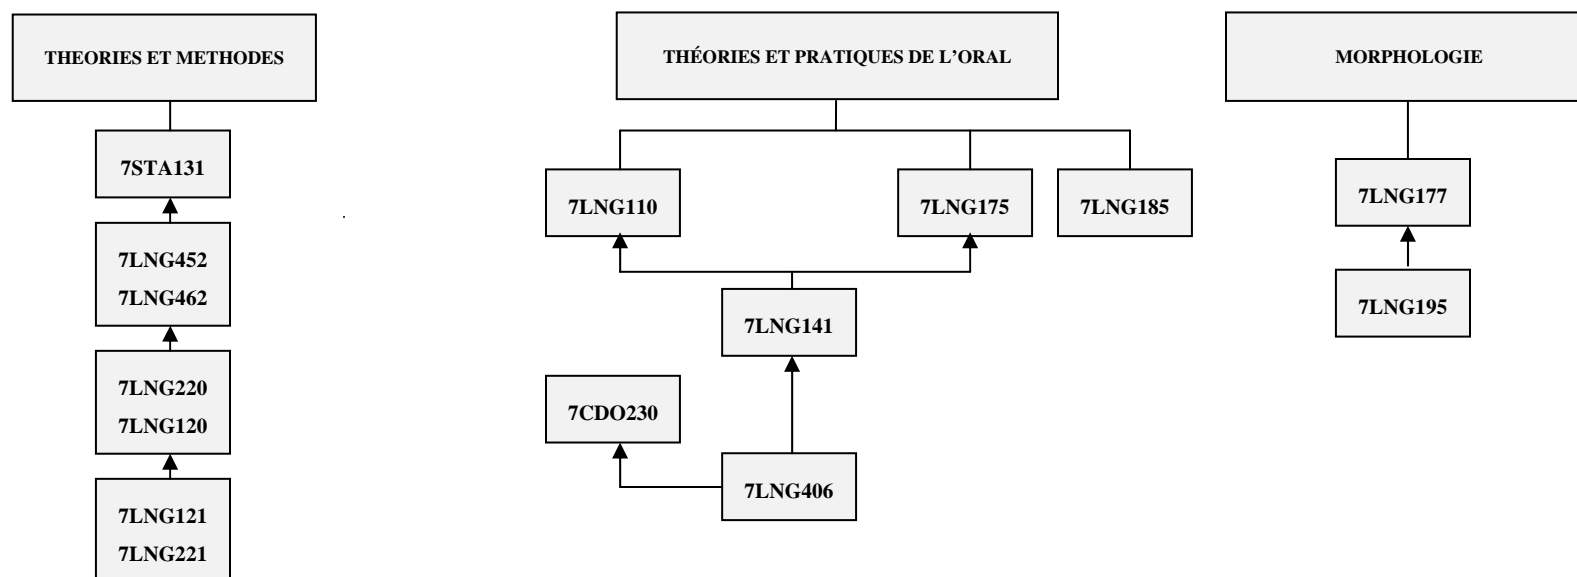 THEORIES ET METHODES
7STA131
7LNG452
7LNG462
7LNG220
7LNG120
7LNG121
7LNG221
THÉORIES ET PRATIQUES DE L’ORAL
7LNG110
7LNG175
7LNG185
7LNG141
7CDO230
7LNG406
MORPHOLOGIE
7LNG177
7LNG195